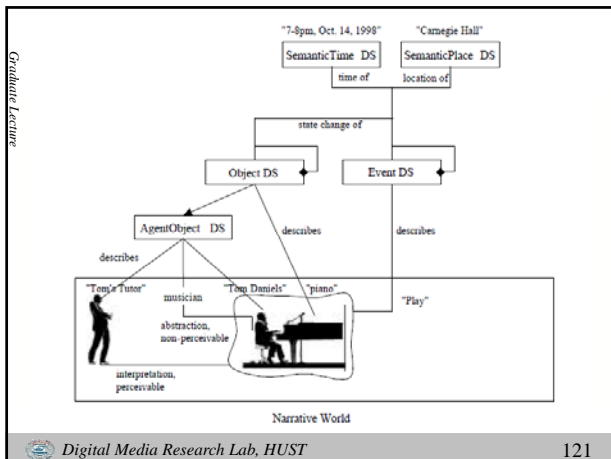 Graduate Lecture
"7-8pm, Oct. 14, 1998" "Carnegie Hall"
SemanticTime DS SemanticPlace DS
time of location of
state change of
Object DS Event DS
AgentObject DS
describes describes
describes
"Tom's Tutor" musician "Tom Daniels" "piano"
"Play"
abstraction,
non-perceivable
interpretation,
perceivable
Narrative World
Digital Media Research Lab, HUST 121